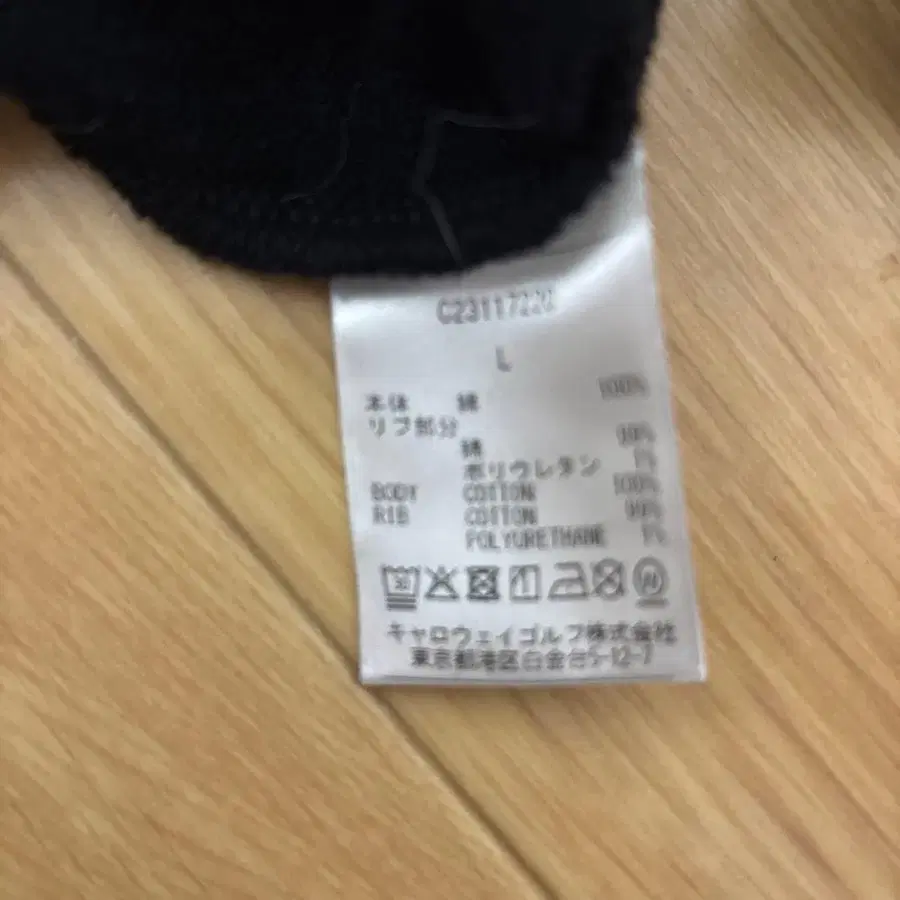 C23117220
L
本体 綿 100%
リブ部分
綿 99%
ポリウレタン 1%
BODY COTTON 100%
RIB COTTON 99%
POLYURETHANE 1%
30
W
キャロウェイゴルフ株式会社
東京都港区白金台5-12-7